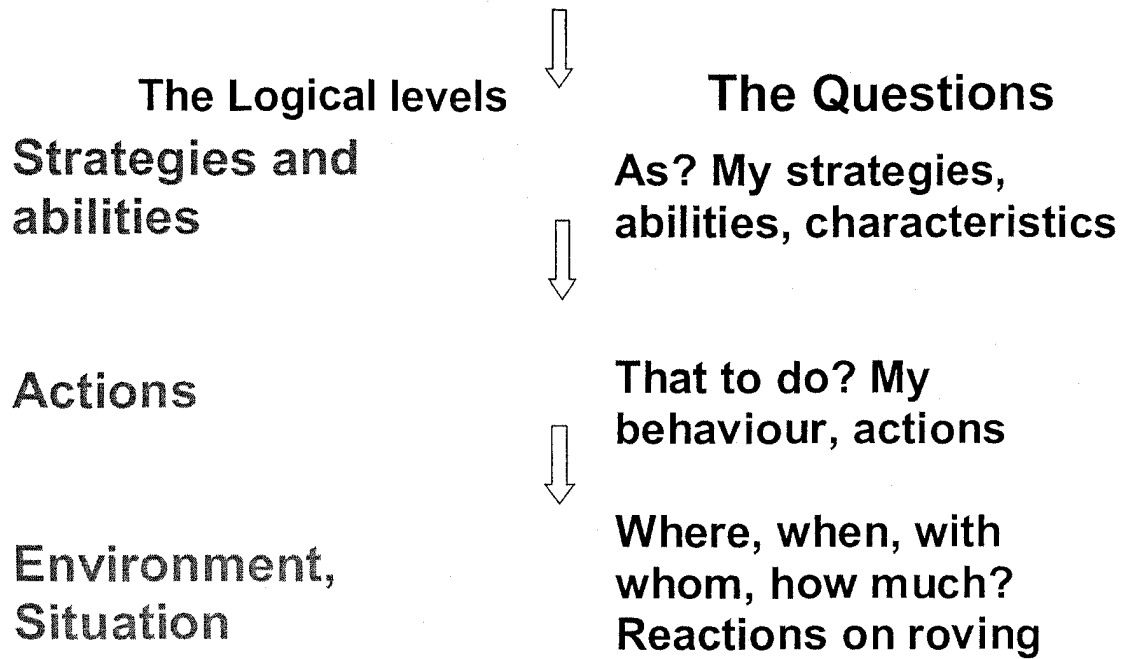 The Logical levels
The Questions
Strategies and
abilities
As? My strategies,
abilities, characteristics
Actions
That to do? My
behaviour, actions
Environment,
Situation
Where, when, with
whom, how much?
Reactions on roving